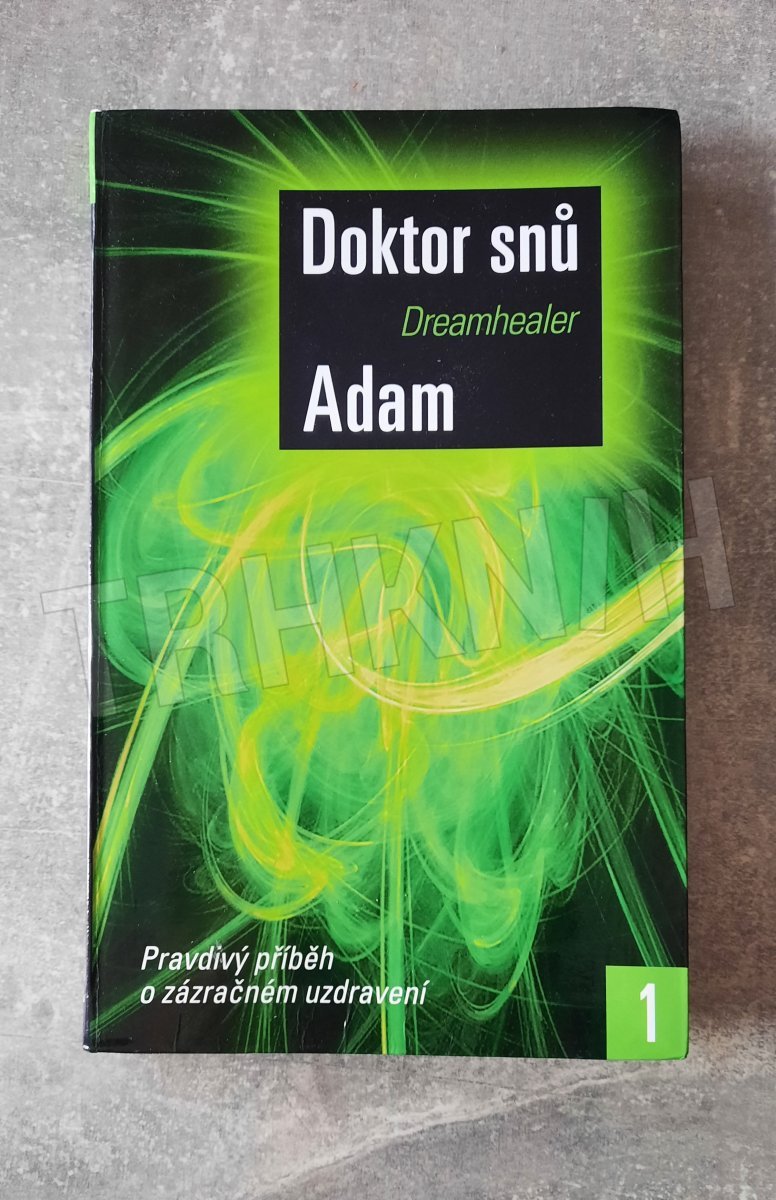 Doktor snů
Dreamhealer
Adam
TRHKNIH
Pravdivý příběh
o zázračném uzdravení
1